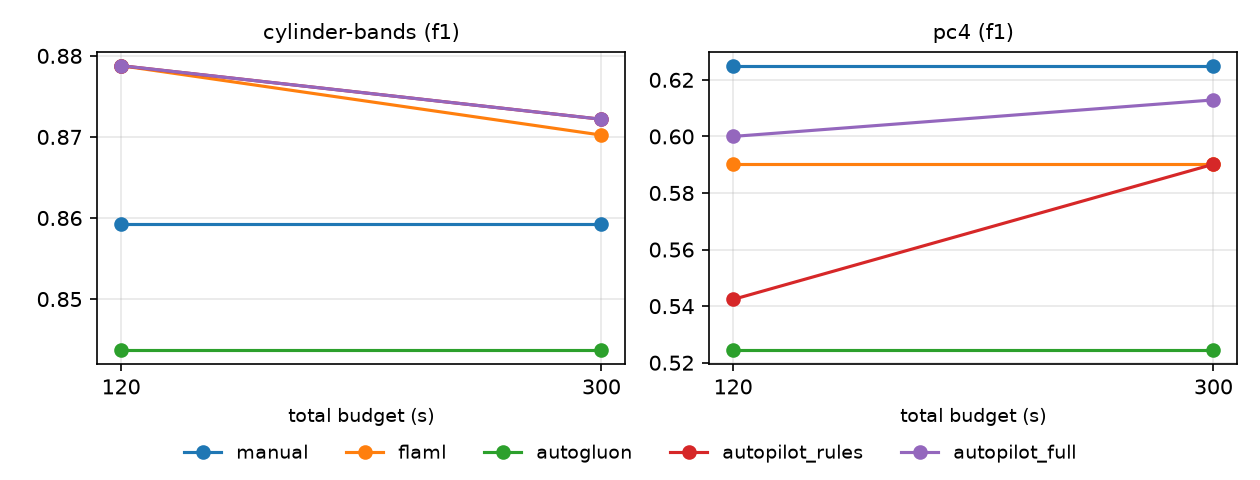 cylinder-bands (f1)
0.88
0.87
0.86
0.85
120
300
total budget (s)
pc4 (f1)
0.62
0.60
0.58
0.56
0.54
0.52
120
300
total budget (s)
manual
flaml
autogluon
autopilot_rules
autopilot_full